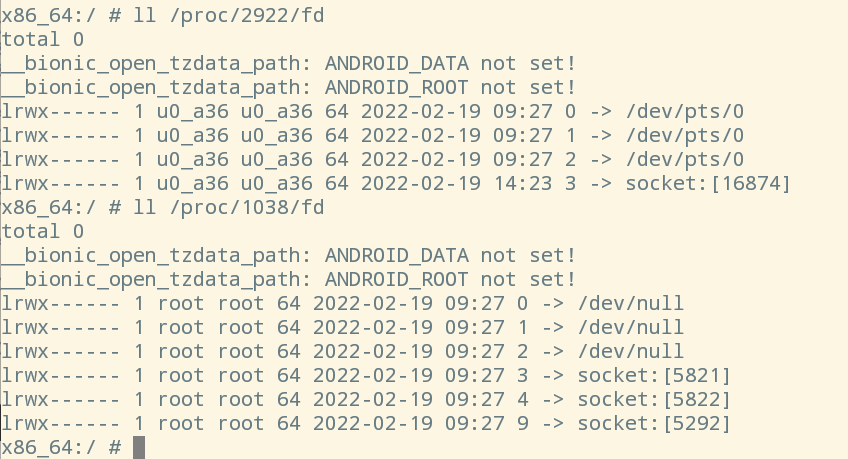 x86_64:/ # ll /proc/2922/fd
total 0
__bionic_open_tzdata_path: ANDROID_DATA not set!
__bionic_open_tzdata_path: ANDROID_ROOT not set!
lrwx------ 1 u0_a36 u0_a36 64 2022-02-19 09:27 0 -> /dev/pts/0
lrwx------ 1 u0_a36 u0_a36 64 2022-02-19 09:27 1 -> /dev/pts/0
lrwx------ 1 u0_a36 u0_a36 64 2022-02-19 09:27 2 -> /dev/pts/0
lrwx------ 1 u0_a36 u0_a36 64 2022-02-19 14:23 3 -> socket:[16874]
x86_64:/ # ll /proc/1038/fd
total 0
__bionic_open_tzdata_path: ANDROID_DATA not set!
__bionic_open_tzdata_path: ANDROID_ROOT not set!
lrwx------ 1 root root 64 2022-02-19 09:27 0 -> /dev/null
lrwx------ 1 root root 64 2022-02-19 09:27 1 -> /dev/null
lrwx------ 1 root root 64 2022-02-19 09:27 2 -> /dev/null
lrwx------ 1 root root 64 2022-02-19 09:27 3 -> socket:[5821]
lrwx------ 1 root root 64 2022-02-19 09:27 4 -> socket:[5822]
lrwx------ 1 root root 64 2022-02-19 09:27 9 -> socket:[5292]
x86_64:/ #